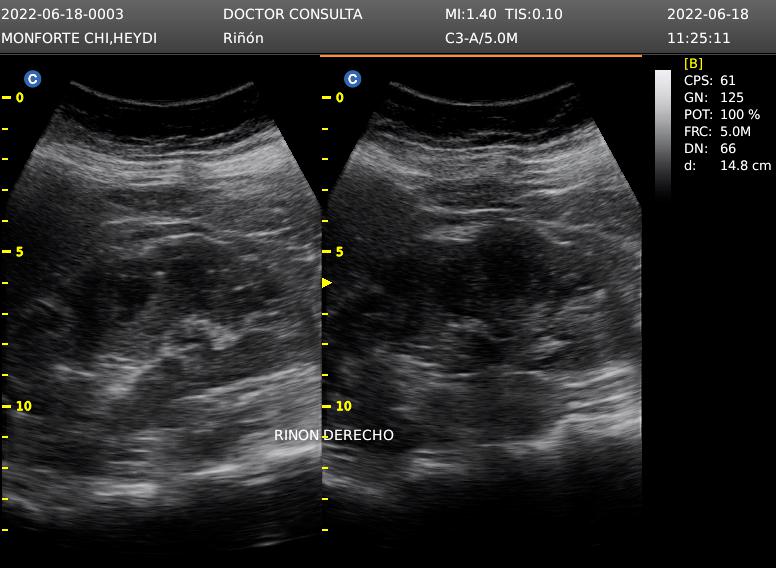 2022-06-18-0003 DOCTOR CONSULTA MI:1.40 TIS:0.10 2022-06-18
MONFORTE CHI,HEYDI Riñón C3-A/5.0M 11:25:11
[B]
CPS: 61
GN: 125
POT: 100 %
FRC: 5.0M
DN: 66
d: 14.8 cm
C C
0 0
5 5
10 10
RINON DERECHO